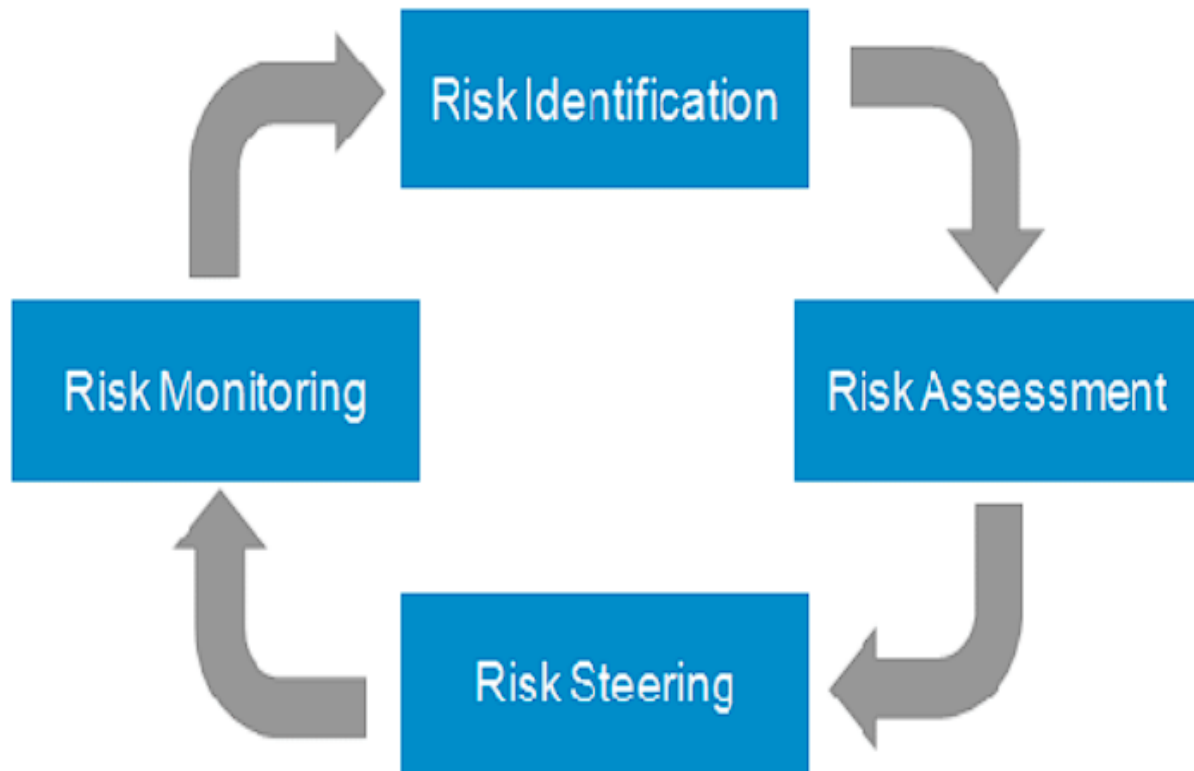 Risk Identification
Risk Assessment
Risk Steering
Risk Monitoring